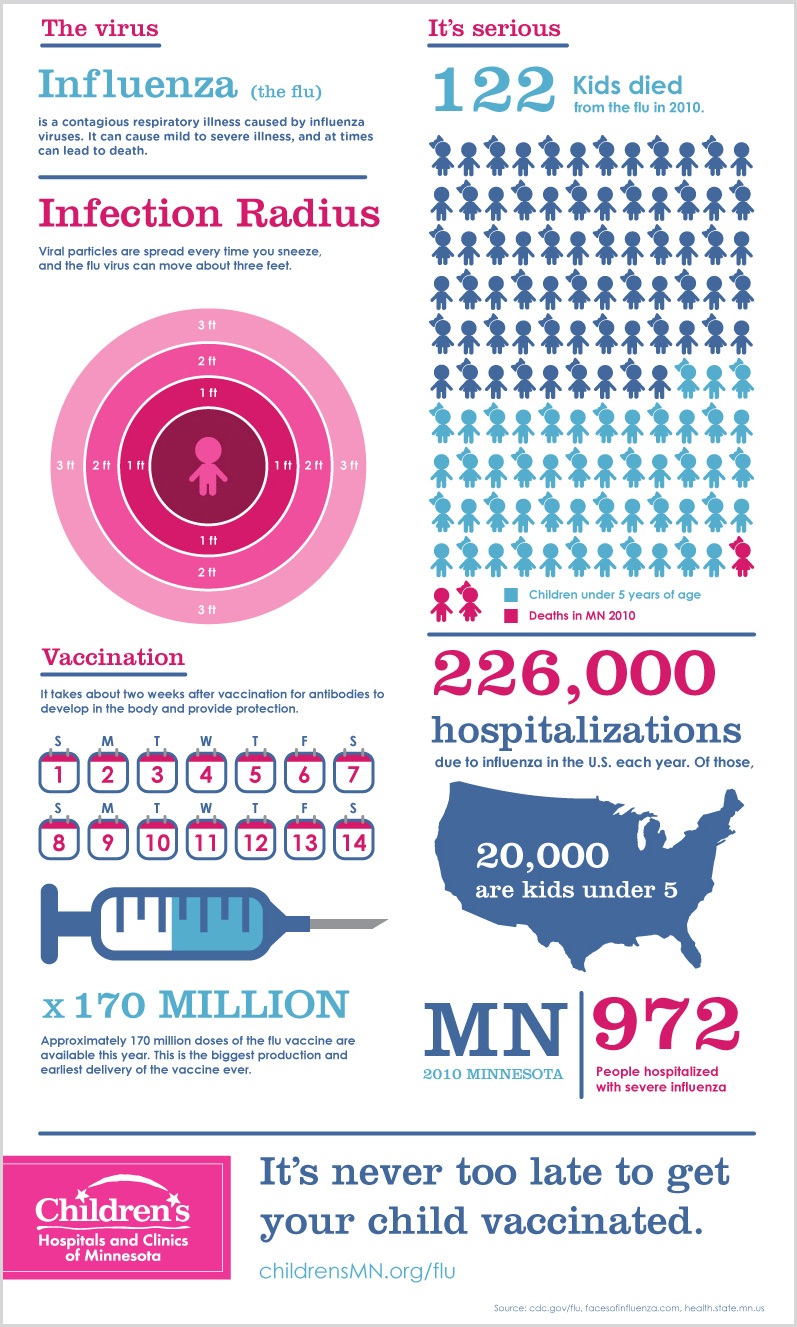 The virus
Influenza (the flu)
is a contagious respiratory illness caused by influenza
viruses. It can cause mild to severe illness, and at times
can lead to death.
Infection Radius
Viral particles are spread every time you sneeze,
and the flu virus can move about three feet.
3 ft
2 ft
1 ft
3 ft 2 ft 1 ft 1 ft 2 ft 3 ft
1 ft
2 ft
3 ft
Vaccination
It takes about two weeks after vaccination for antibodies to
develop in the body and provide protection.
S M T W T F S
1 2 3 4 5 6 7
S M T W T F S
8 9 10 11 12 13 14
x 170 MILLION
Approximately 170 million doses of the flu vaccine are
available this year. This is the biggest production and
earliest delivery of the vaccine ever.
It's serious
122 Kids died
from the flu in 2010.
Children under 5 years of age
Deaths in MN 2010
226,000
hospitalizations
due to influenza in the U.S. each year. Of those,
20,000
are kids under 5
MN
2010 MINNESOTA
972
People hospitalized
with severe influenza
Children's
Hospitals and Clinics
of Minnesota
It's never too late to get
your child vaccinated.
childrensMN.org/flu
Source: cdc.gov/flu, facesofinfluenza.com, health.state.mn.us